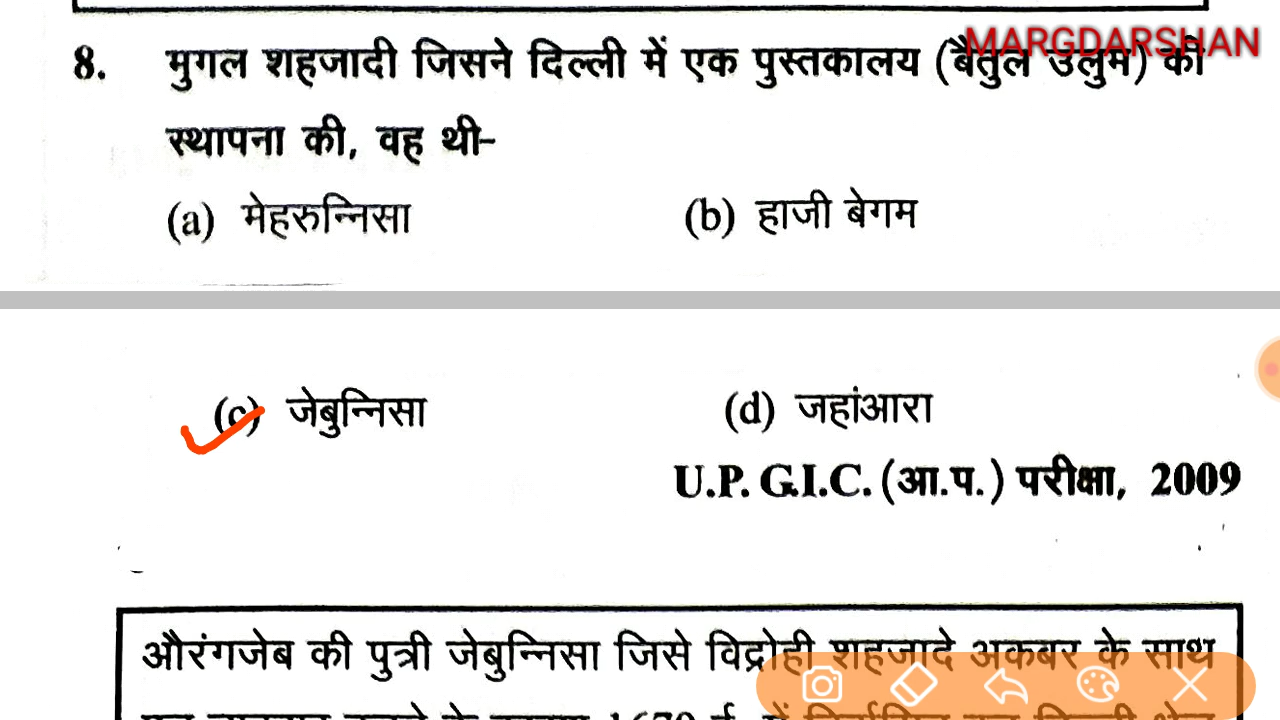 MARGDARSHAN
8. मुगल शहजादी जिसने दिल्ली में एक पुस्तकालय (बैतुल उलुम) की
स्थापना की, वह थी-
(a) मेहरुन्निसा (b) हाजी बेगम
(c) जेबुन्निसा (d) जहांआरा
U.P. G.I.C. (आ.प.) परीक्षा, 2009
औरंगजेब की पुत्री जेबुन्निसा जिसे विद्रोही शहजादे अकबर के साथ